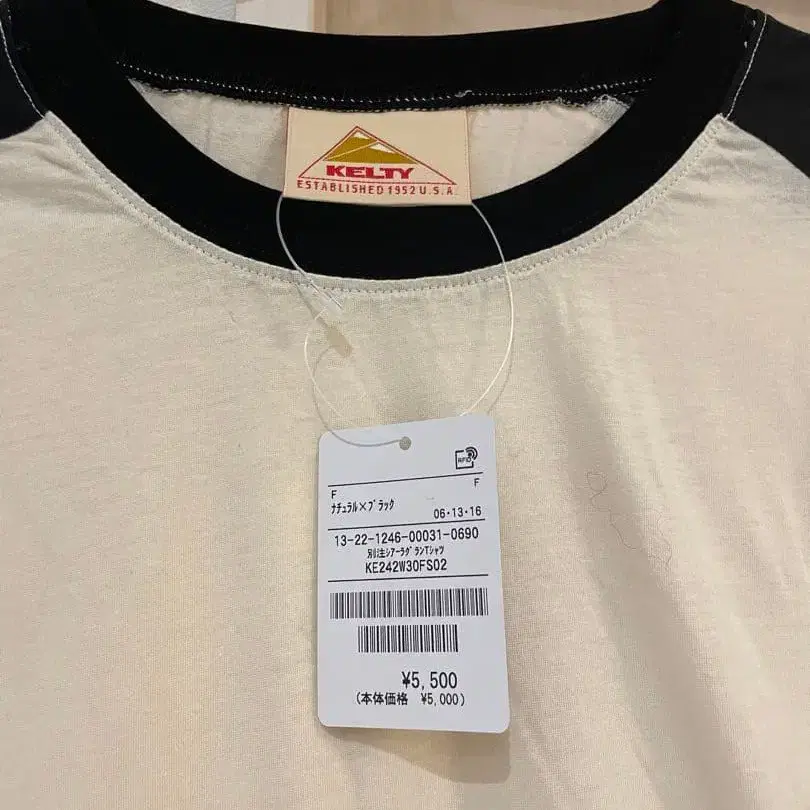 KELTY
ESTABLISHED 1952 U.S.A.
RFID
F F
ﾅﾁｭﾗﾙ×ﾌﾞﾗｯｸ 06・13・16
13-22-1246-00031-0690
別注ｼｱｰﾗｸﾞﾗﾝTｼｬﾂ
KE242W30FS02
¥5,500
(本体価格 ¥5,000)